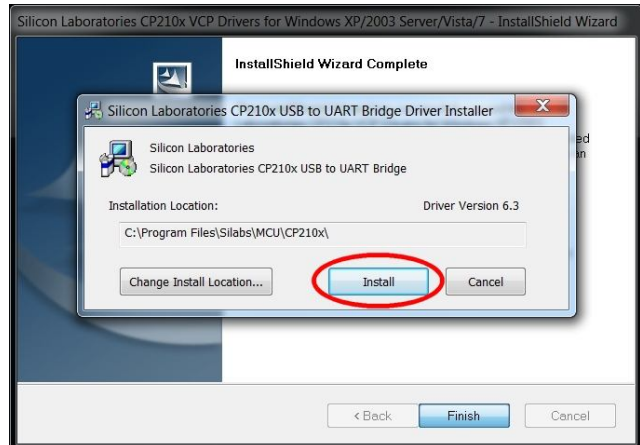 Silicon Laboratories CP210x VCP Drivers for Windows XP/2003 Server/Vista/7 - InstallShield Wizard
InstallShield Wizard Complete
Silicon Laboratories CP210x USB to UART Bridge Driver Installer
X
Silicon Laboratories
Silicon Laboratories CP210x USB to UART Bridge
Installation Location: Driver Version 6.3
C:\Program Files\Silabs\MCU\CP210x\
Change Install Location... Install Cancel
< Back Finish Cancel